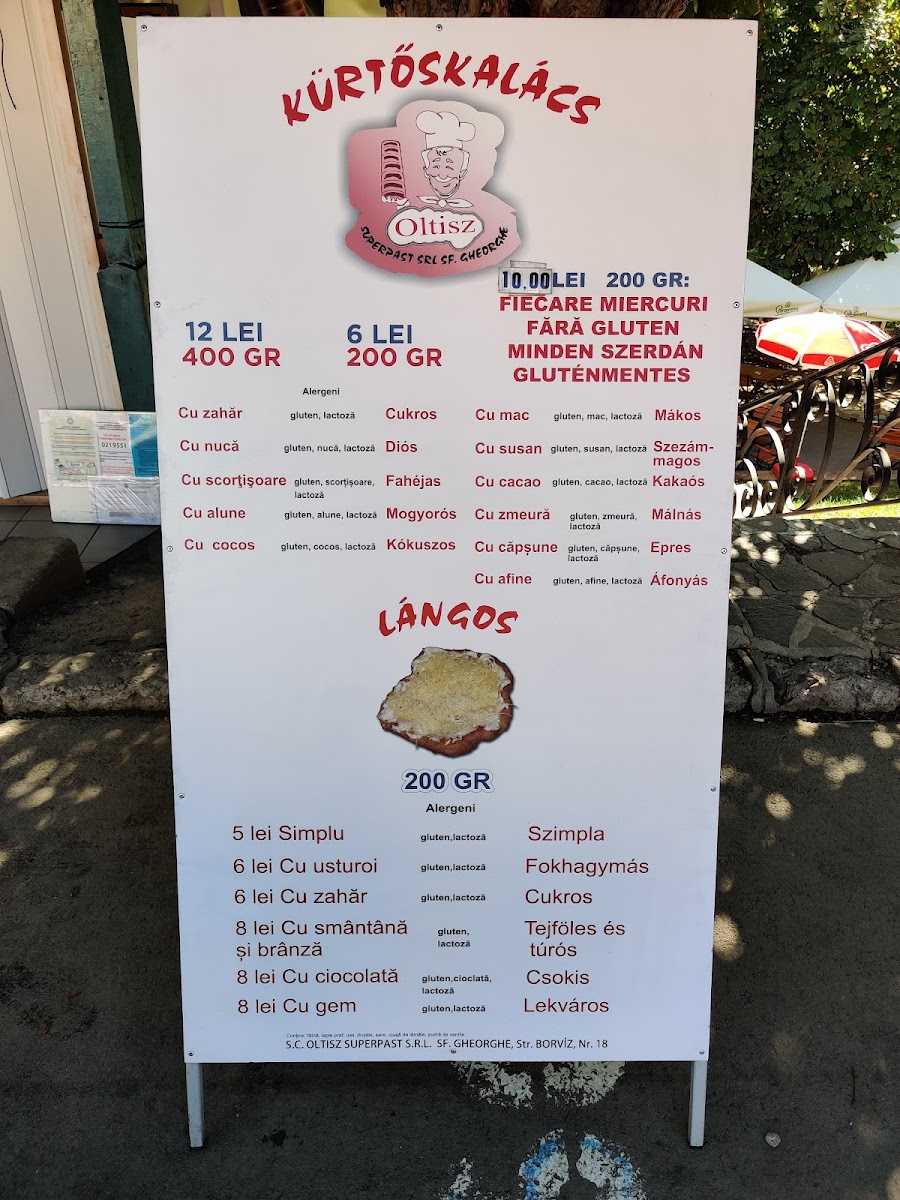 KÜRTŐSKALÁCS
Oltisz
SUPERPAST SRL SF. GHEORGHE
10,00 LEI 200 GR:
FIECARE MIERCURI
FĂRĂ GLUTEN
MINDEN SZERDÁN
GLUTÉNMENTES
12 LEI
400 GR
6 LEI
200 GR
Alergeni
Cu zahăr gluten, lactoză Cukros
Cu nucă gluten, nucă, lactoză Diós
Cu scorţişoare gluten, scorțișoare, lactoză Fahéjas
Cu alune gluten, alune, lactoză Mogyorós
Cu cocos gluten, cocos, lactoză Kókuszos
Cu mac gluten, mac, lactoză Mákos
Cu susan gluten, susan, lactoză Szezám-
magos
Cu cacao gluten, cacao, lactoză Kakaós
Cu zmeură gluten, zmeură, lactoză Málnás
Cu căpșune gluten, căpșune, lactoză Epres
Cu afine gluten, afine, lactoză Áfonyás
LÁNGOS
200 GR
Alergeni
5 lei Simplu gluten,lactoză Szimpla
6 lei Cu usturoi gluten,lactoză Fokhagymás
6 lei Cu zahăr gluten,lactoză Cukros
8 lei Cu smântână gluten, Tejföles és
și brânză lactoză túrós
8 lei Cu ciocolată gluten,cioclată, lactoză Csokis
8 lei Cu gem gluten,lactoză Lekváros
S.C. OLTISZ SUPERPAST S.R.L. SF. GHEORGHE, Str. BORVÍZ, Nr. 18
0219551